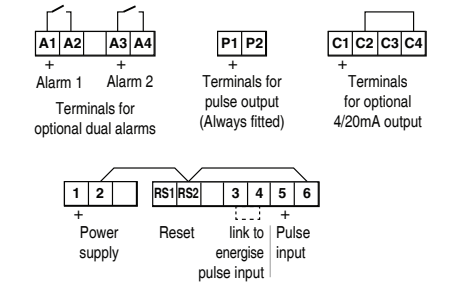 A1 A2 A3 A4
+ +
Alarm 1 Alarm 2
Terminals for
optional dual alarms
P1 P2
+
Terminals for
pulse output
(Always fitted)
C1 C2 C3 C4
+
Terminals
for optional
4/20mA output
1 2 RS1 RS2 3 4 5 6
+ +
Power
supply
Reset
link to
energise
pulse input
Pulse
input